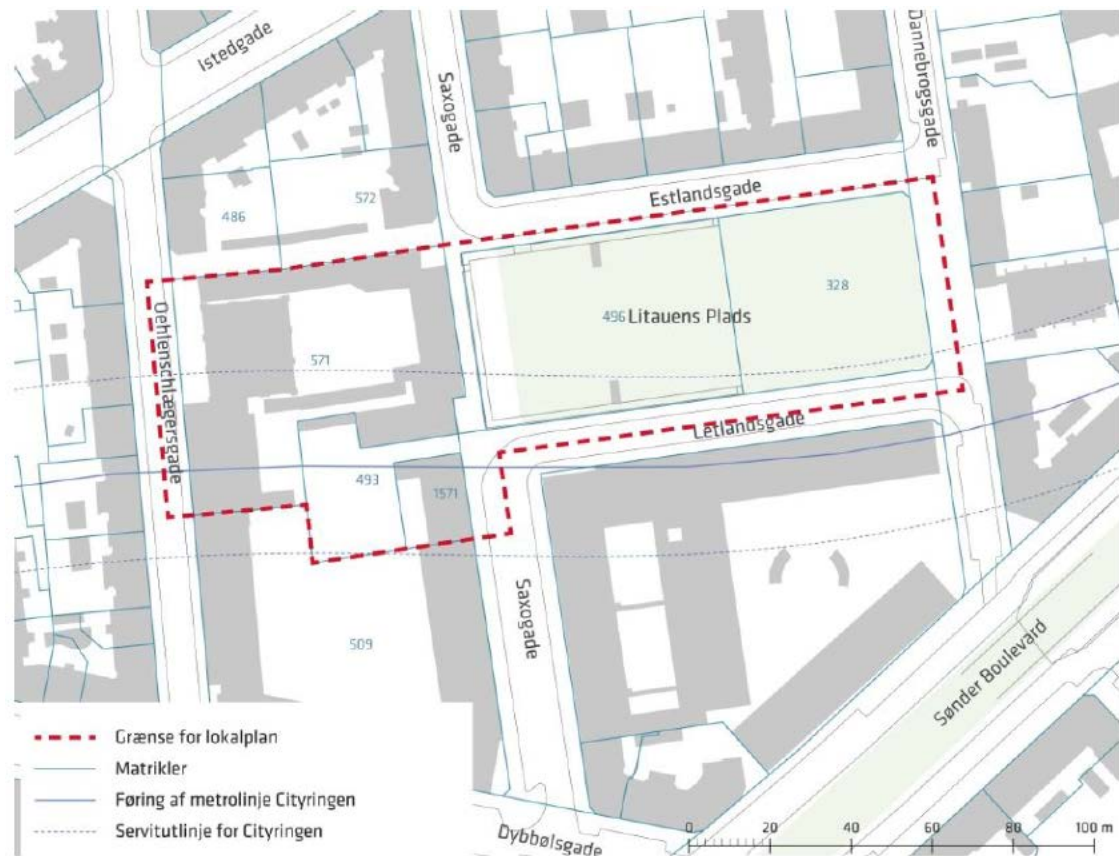 Istedgade
Saxogade
Dannebrogsgade
Estlandsgade
572
486
328
496
Litauens Plads
571
Oehlenschlægersgade
Letlandsgade
493
1571
Saxogade
509
Sønder Boulevard
Grænse for lokalplan
Matrikler
Føring af metrolinje Cityringen
Servitutlinje for Cityringen
Dybbølsgade
0 20 40 60 80 100 m